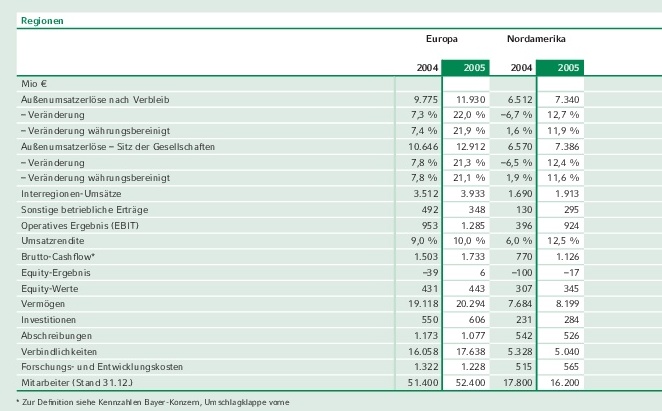 Regionen
Europa Nordamerika
2004 2005 2004 2005
Mio €
Außenumsatzerlöse nach Verbleib 9.775 11.930 6.512 7.340
– Veränderung 7,3 % 22,0 % –6,7 % 12,7 %
– Veränderung währungsbereinigt 7,4 % 21,9 % 1,6 % 11,9 %
Außenumsatzerlöse – Sitz der Gesellschaften 10.646 12.912 6.570 7.386
– Veränderung 7,8 % 21,3 % –6,5 % 12,4 %
– Veränderung währungsbereinigt 7,8 % 21,1 % 1,9 % 11,6 %
Interregionen-Umsätze 3.512 3.933 1.690 1.913
Sonstige betriebliche Erträge 492 348 130 295
Operatives Ergebnis (EBIT) 953 1.285 396 924
Umsatzrendite 9,0 % 10,0 % 6,0 % 12,5 %
Brutto-Cashflow* 1.503 1.733 770 1.126
Equity-Ergebnis –39 6 –100 –17
Equity-Werte 431 443 307 345
Vermögen 19.118 20.294 7.684 8.199
Investitionen 550 606 231 284
Abschreibungen 1.173 1.077 542 526
Verbindlichkeiten 16.058 17.638 5.328 5.040
Forschungs- und Entwicklungskosten 1.322 1.228 515 565
Mitarbeiter (Stand 31.12.) 51.400 52.400 17.800 16.200
* Zur Definition siehe Kennzahlen Bayer-Konzern, Umschlagklappe vorne